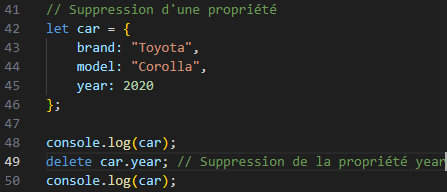 41 // Suppression d'une propriété
42 let car = {
43 brand: "Toyota",
44 model: "Corolla",
45 year: 2020
46 };
47
48 console.log(car);
49 delete car.year; // Suppression de la propriété year
50 console.log(car);